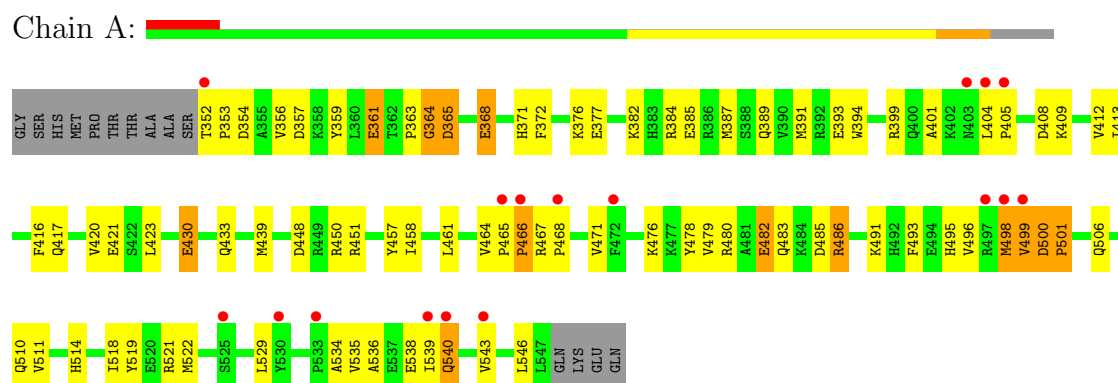 Chain A:
GLY SER HIS MET PRO THR THR ALA ALA SER T352 P353 D354 A355 V356 D357 K358 Y359 L360 E361 T362 P363 G364 D365 E368 H371 F372 K376 E377 K382 H383 R384 E385 R386 M387 S388 Q389 V390 M391 R392 E393 W394 R399 Q400 A401 K402 N403 L404 P405 D408 K409 V412
F416 Q417 V420 E421 S422 L423 E430 Q433 M439 D448 R449 R450 R451 Y457 I458 L461 V464 P465 P466 R467 P468 V471 F472 K476 K477 Y478 V479 R480 A481 E482 Q483 K484 D485 R486 K491 H492 F493 E494 H495 V496 R497 M498 V499 D500 P501 Q506
Q510 V511 H514 I518 Y519 E520 R521 M522 S525 L529 Y530 P533 A534 V535 A536 E537 E538 I539 Q540 V543 L546 L547 GLN LYS GLU GLN